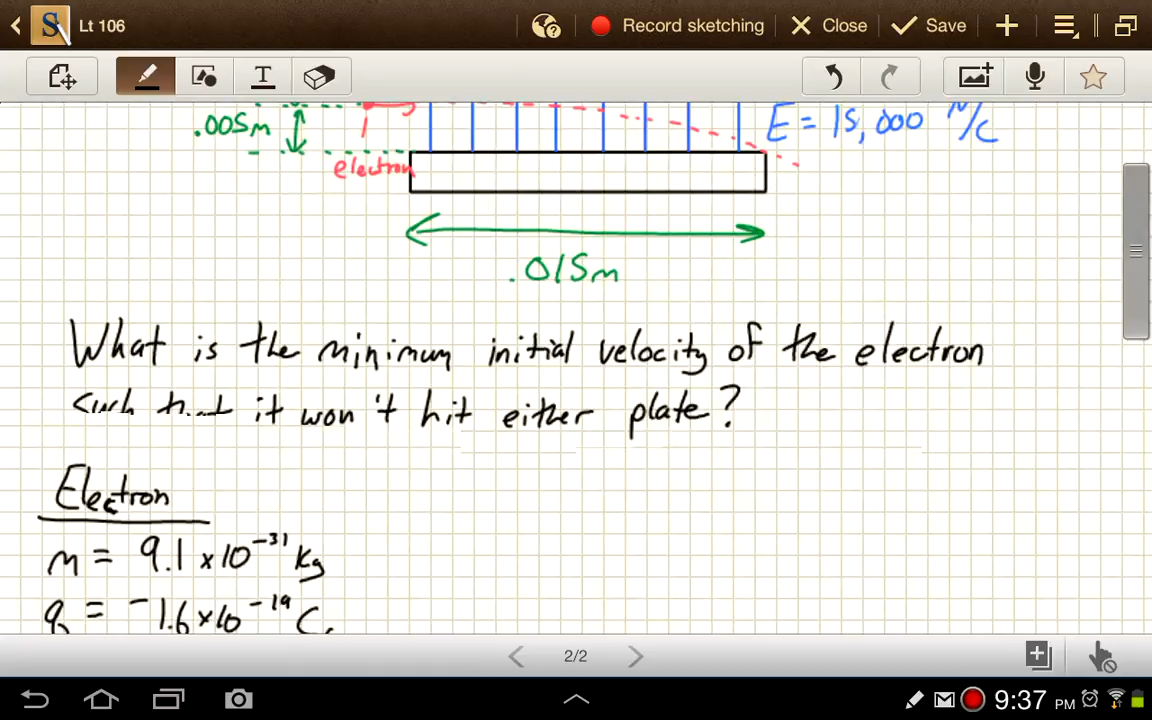 Lt 106
Record sketching
Close
Save
.005m
E = 15,000 N/C
electron
.015m
What is the minimum initial velocity of the electron
such that it won't hit either plate?
Electron
m = 9.1 × 10⁻³¹ kg
q = -1.6 × 10⁻¹⁹ C
2/2
9:37 PM